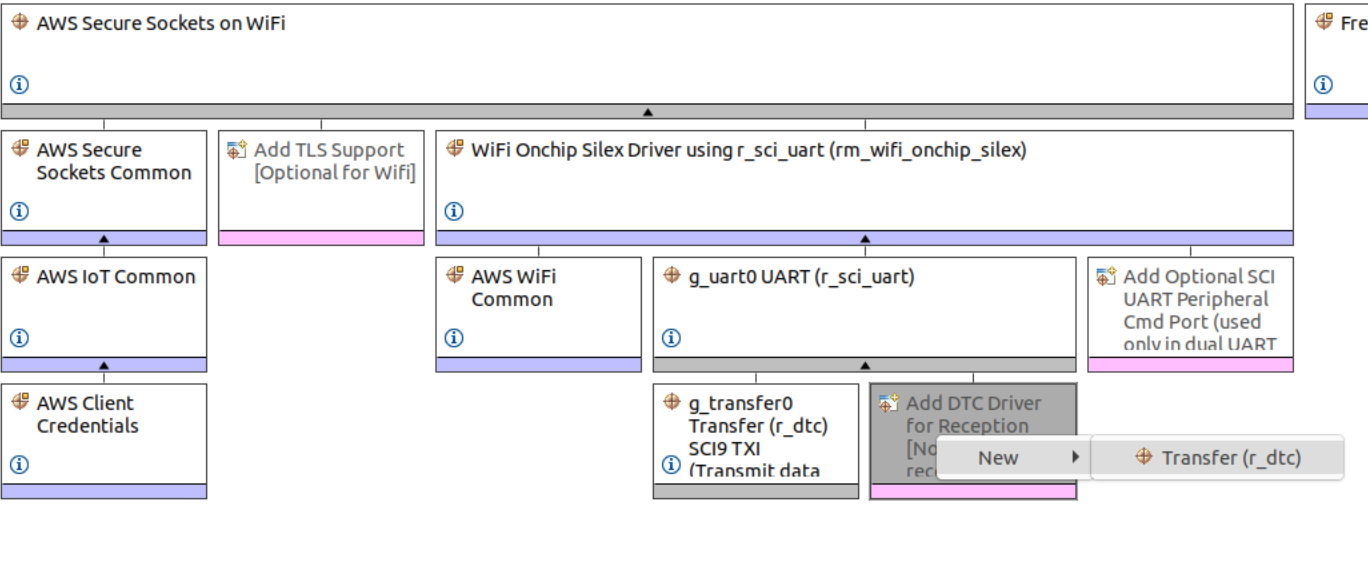 AWS Secure Sockets on WiFi
Fre
AWS Secure
Sockets Common
Add TLS Support
[Optional for Wifi]
WiFi Onchip Silex Driver using r_sci_uart (rm_wifi_onchip_silex)
AWS IoT Common
AWS WiFi
Common
g_uart0 UART (r_sci_uart)
Add Optional SCI
UART Peripheral
Cmd Port (used
only in dual UART
AWS Client
Credentials
g_transfer0
Transfer (r_dtc)
SCI9 TXI
(Transmit data
Add DTC Driver
for Reception
[No
rec
New
Transfer (r_dtc)